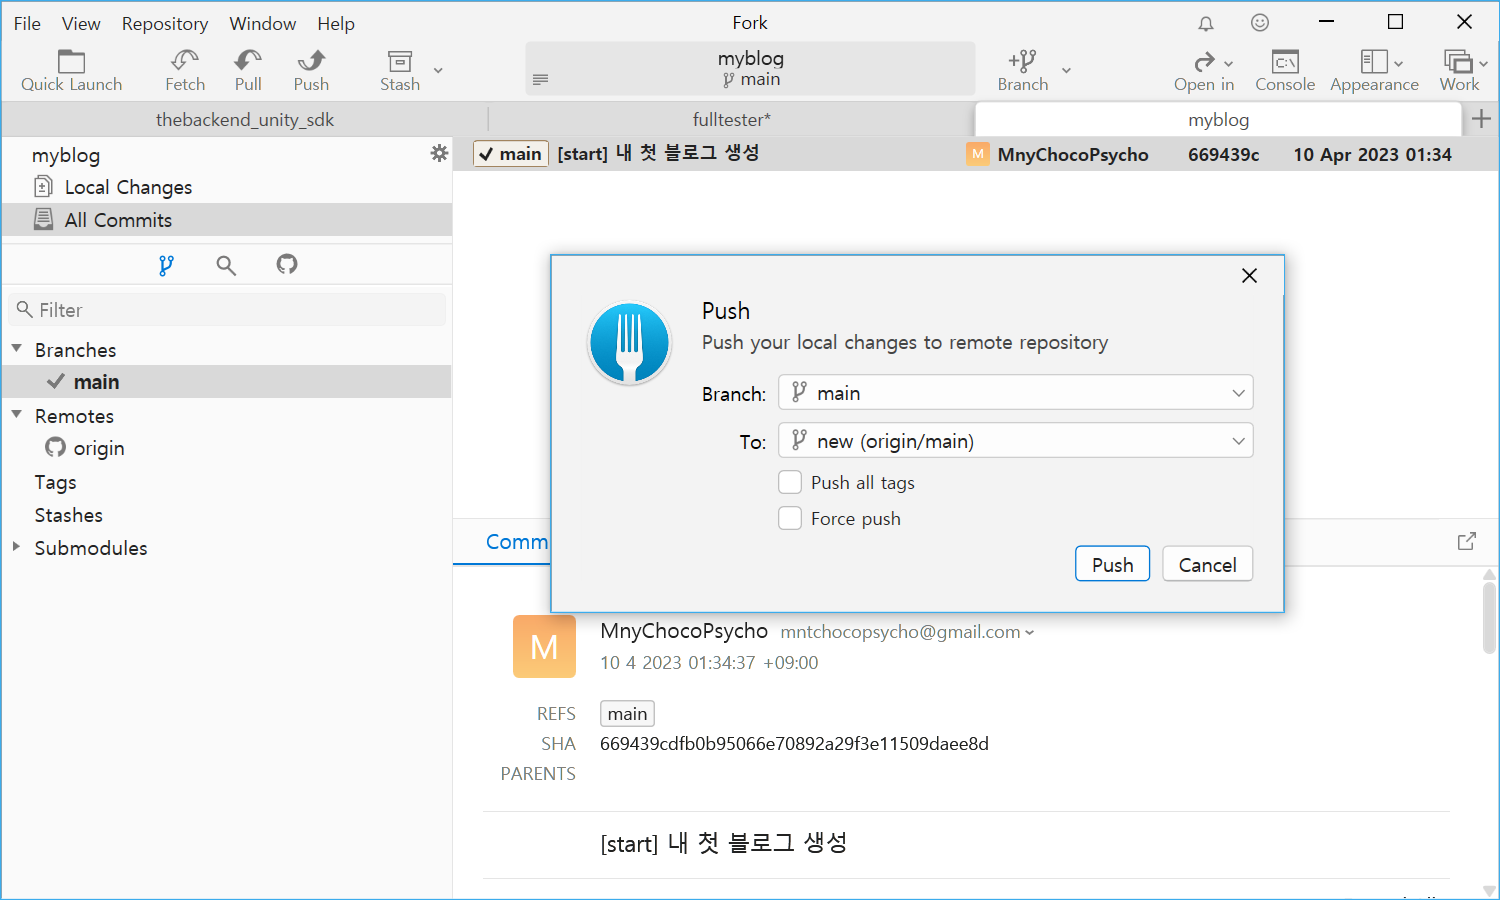 File View Repository Window Help
Fork
Quick Launch
Fetch
Pull
Push
Stash
myblog
main
Branch
Open in
Console
Appearance
Work
thebackend_unity_sdk
fulltester*
myblog
myblog
Local Changes
All Commits
Filter
Branches
main
Remotes
origin
Tags
Stashes
Submodules
main [start] 내 첫 블로그 생성 M MnyChocoPsycho 669439c 10 Apr 2023 01:34
Push
Push your local changes to remote repository
Branch: main
To: new (origin/main)
Push all tags
Force push
Push Cancel
Comm
M
MnyChocoPsycho mntchocopsycho@gmail.com
10 4 2023 01:34:37 +09:00
REFS main
SHA 669439cdfb0b95066e70892a29f3e11509daee8d
PARENTS
[start] 내 첫 블로그 생성